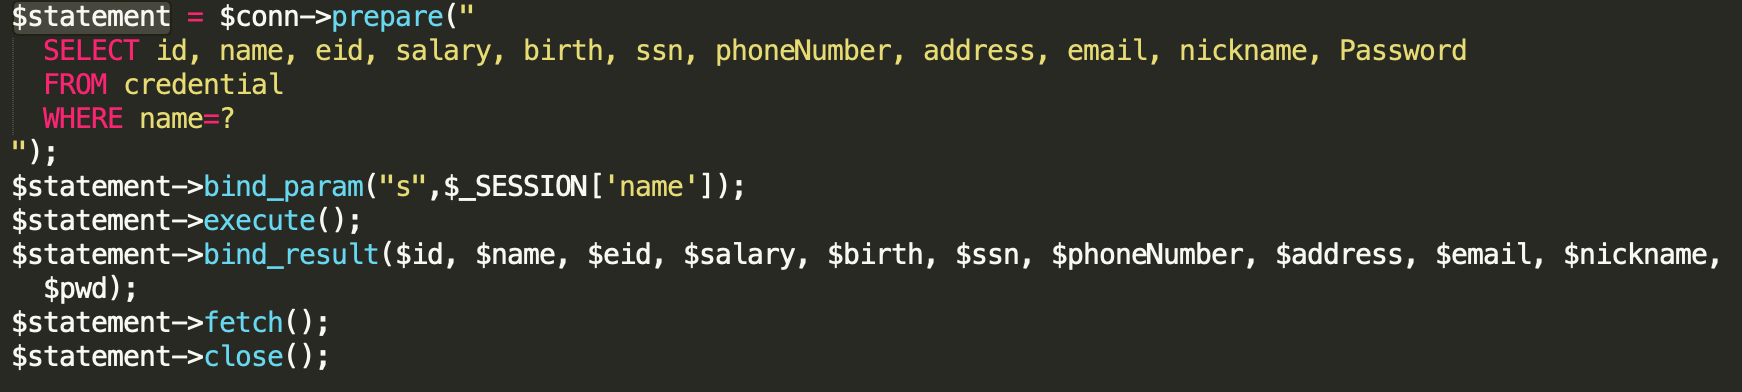 $statement = $conn->prepare("
SELECT id, name, eid, salary, birth, ssn, phoneNumber, address, email, nickname, Password
FROM credential
WHERE name=?
");
$statement->bind_param("s",$_SESSION['name']);
$statement->execute();
$statement->bind_result($id, $name, $eid, $salary, $birth, $ssn, $phoneNumber, $address, $email, $nickname,
$pwd);
$statement->fetch();
$statement->close();